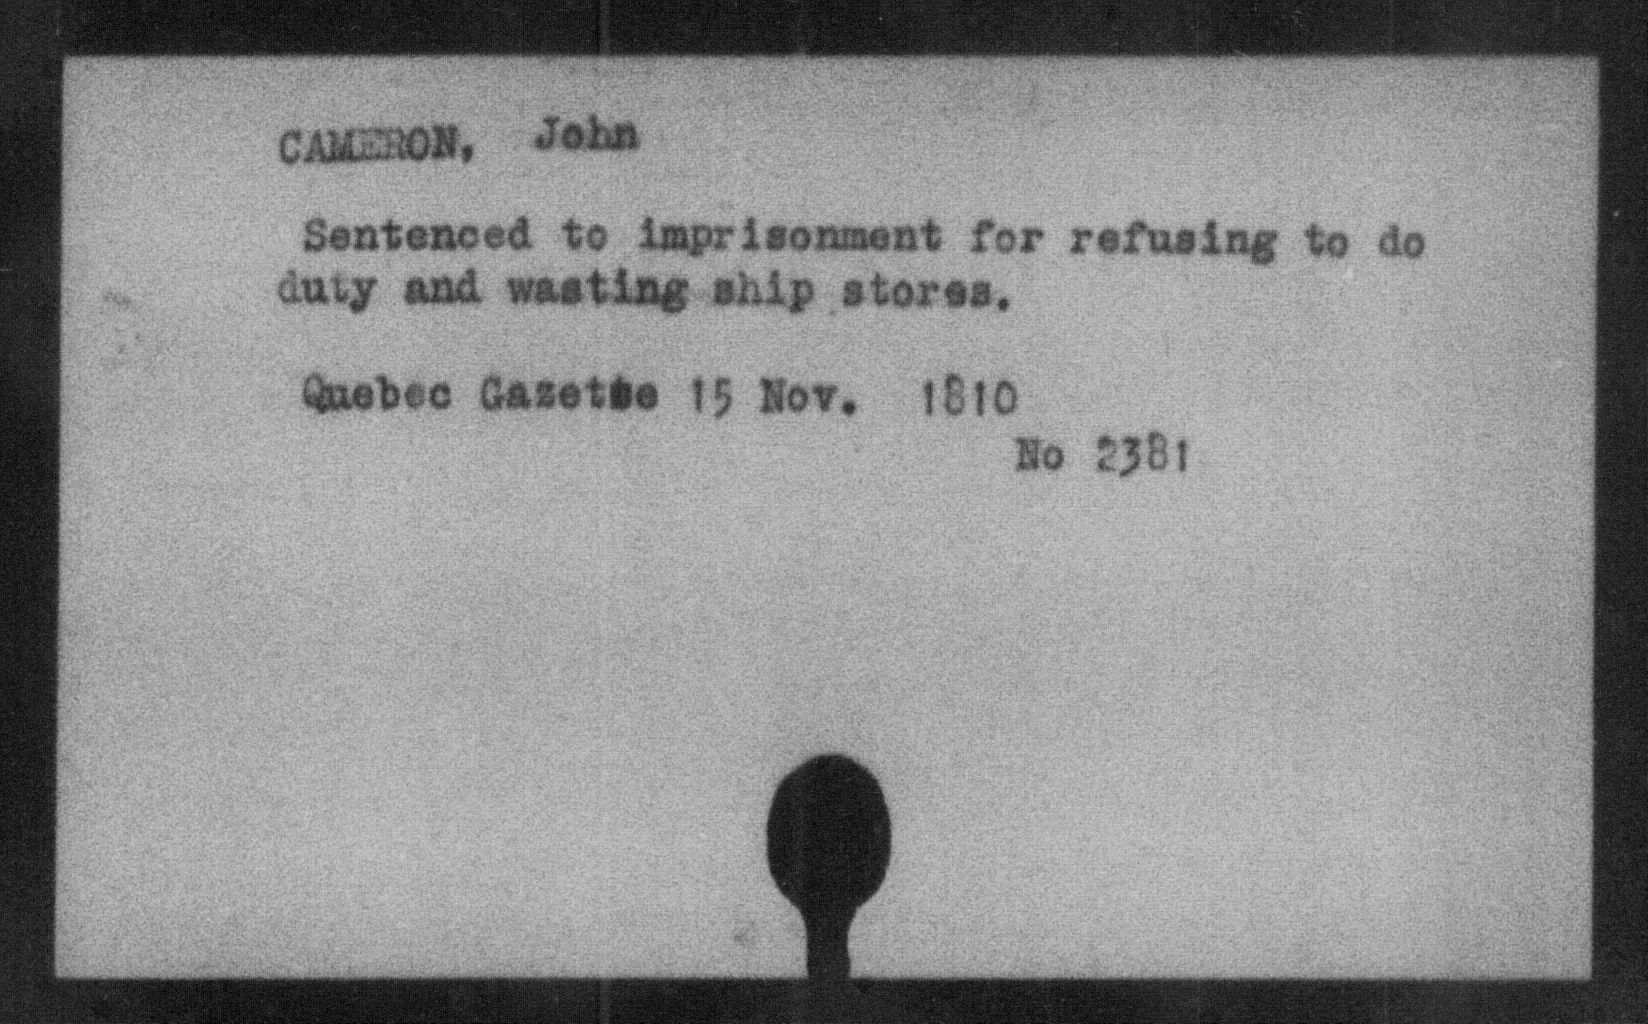 CAMERON, John
Sentenced to imprisonment for refusing to do
duty and wasting ship stores.
Quebec Gazette 15 Nov. 1810
No 2381